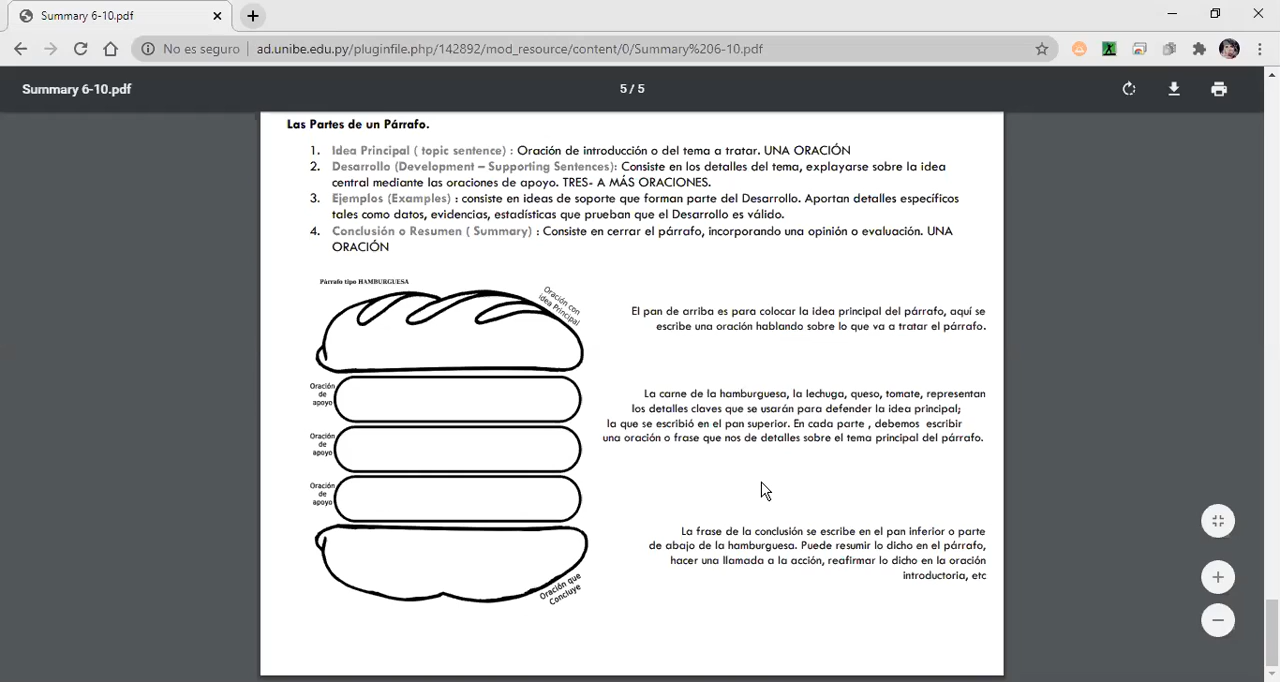 Summary 6-10.pdf
No es seguro
ad.unibe.edu.py/pluginfile.php/142892/mod_resource/content/0/Summary%206-10.pdf
Summary 6-10.pdf
5 / 5
Las Partes de un Párrafo.
1. Idea Principal ( topic sentence) : Oración de introducción o del tema a tratar. UNA ORACIÓN
2. Desarrollo (Development – Supporting Sentences): Consiste en los detalles del tema, explayarse sobre la idea
central mediante las oraciones de apoyo. TRES- A MÁS ORACIONES.
3. Ejemplos (Examples) : consiste en ideas de soporte que forman parte del Desarrollo. Aportan detalles específicos
tales como datos, evidencias, estadísticas que prueban que el Desarrollo es válido.
4. Conclusión o Resumen ( Summary) : Consiste en cerrar el párrafo, incorporando una opinión o evaluación. UNA
ORACIÓN
Párrafo tipo HAMBURGUESA
Oración con
idea Principal
El pan de arriba es para colocar la idea principal del párrafo, aquí se
escribe una oración hablando sobre lo que va a tratar el párrafo.
Oración
de
apoyo
La carne de la hamburguesa, la lechuga, queso, tomate, representan
los detalles claves que se usarán para defender la idea principal;
la que se escribió en el pan superior. En cada parte , debemos escribir
una oración o frase que nos de detalles sobre el tema principal del párrafo.
Oración
de
apoyo
Oración
de
apoyo
La frase de la conclusión se escribe en el pan inferior o parte
de abajo de la hamburguesa. Puede resumir lo dicho en el párrafo,
hacer una llamada a la acción, reafirmar lo dicho en la oración
introductoria, etc
Oración que
Concluye